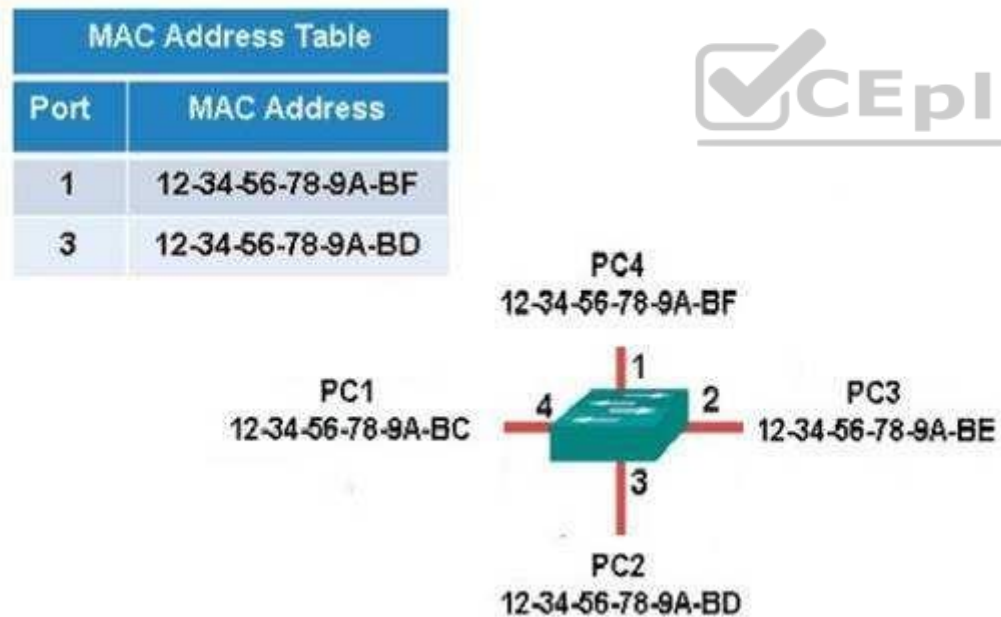 MAC Address Table
Port MAC Address
1 12-34-56-78-9A-BF
3 12-34-56-78-9A-BD
CEpl
PC4
12-34-56-78-9A-BF
1
PC1
12-34-56-78-9A-BC
4
2
PC3
12-34-56-78-9A-BE
3
PC2
12-34-56-78-9A-BD